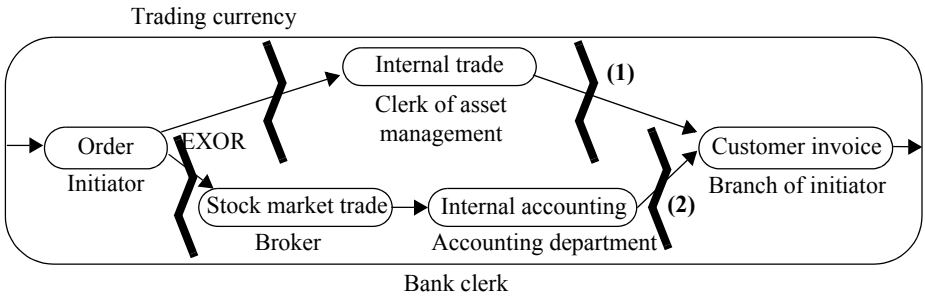 Trading currency
Internal trade
(1)
Clerk of asset
management
Order
EXOR
Customer invoice
Initiator
Branch of initiator
Stock market trade
Internal accounting
(2)
Broker
Accounting department
Bank clerk